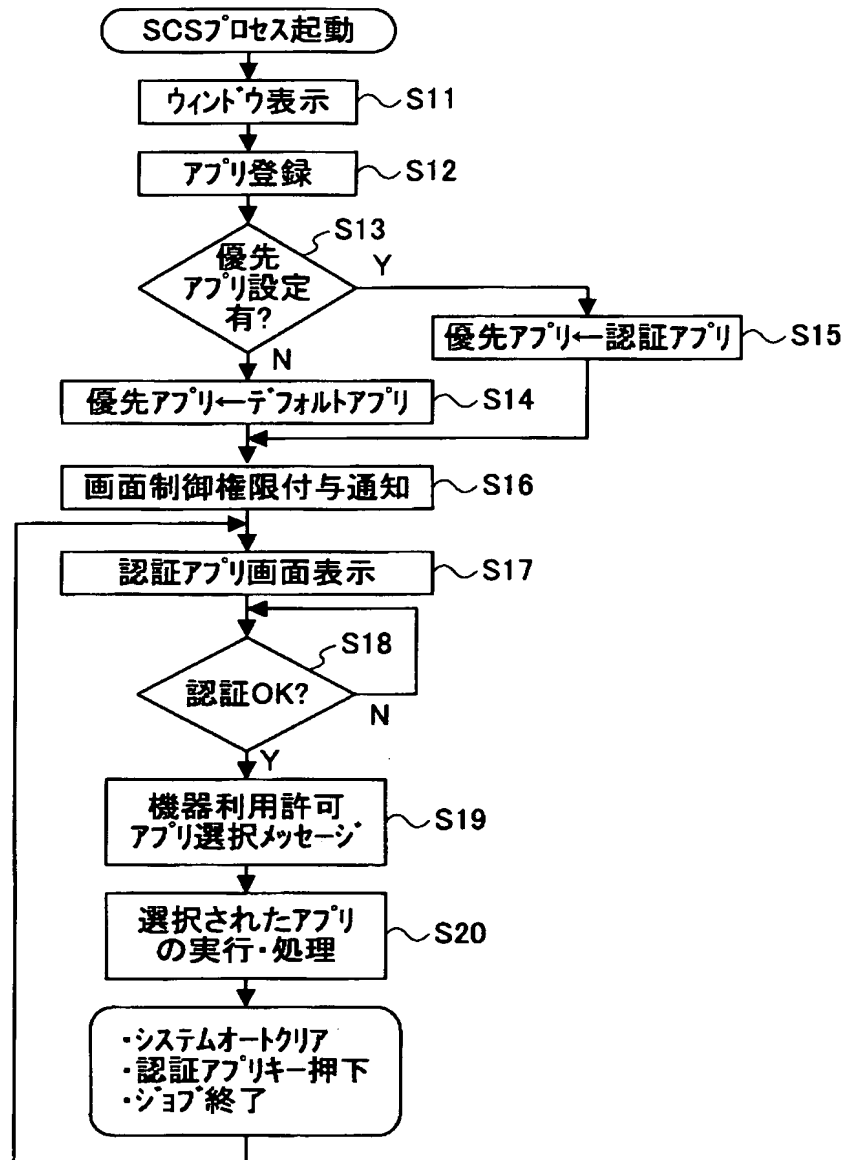 SCSプロセス起動
ウィンドウ表示
S11
アプリ登録
S12
S13
優先
アプリ設定
有?
Y
N
優先アプリ←認証アプリ
S15
優先アプリ←デフォルトアプリ
S14
画面制御権限付与通知
S16
認証アプリ画面表示
S17
S18
認証OK?
N
Y
機器利用許可
アプリ選択メッセージ
S19
選択されたアプリ
の実行・処理
S20
・システムオートクリア
・認証アプリキー押下
・ジョブ終了